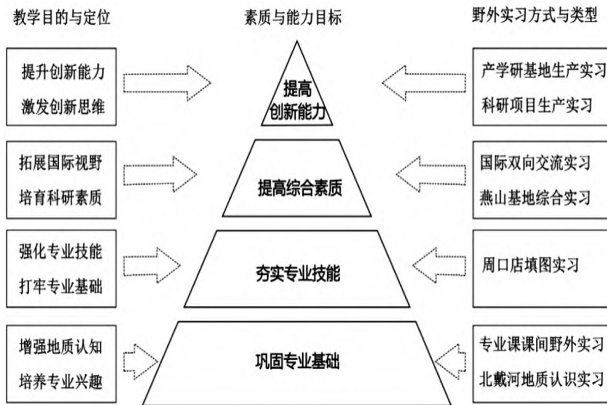 教学目的与定位
素质与能力目标
野外实习方式与类型
提升创新能力
激发创新思维
提高
创新能力
产学研基地生产实习
科研项目生产实习
拓展国际视野
培育科研素质
提高综合素质
国际双向交流实习
燕山基地综合实习
强化专业技能
打牢专业基础
夯实专业技能
周口店填图实习
增强地质认知
培养专业兴趣
巩固专业基础
专业课课间野外实习
北戴河地质认识实习